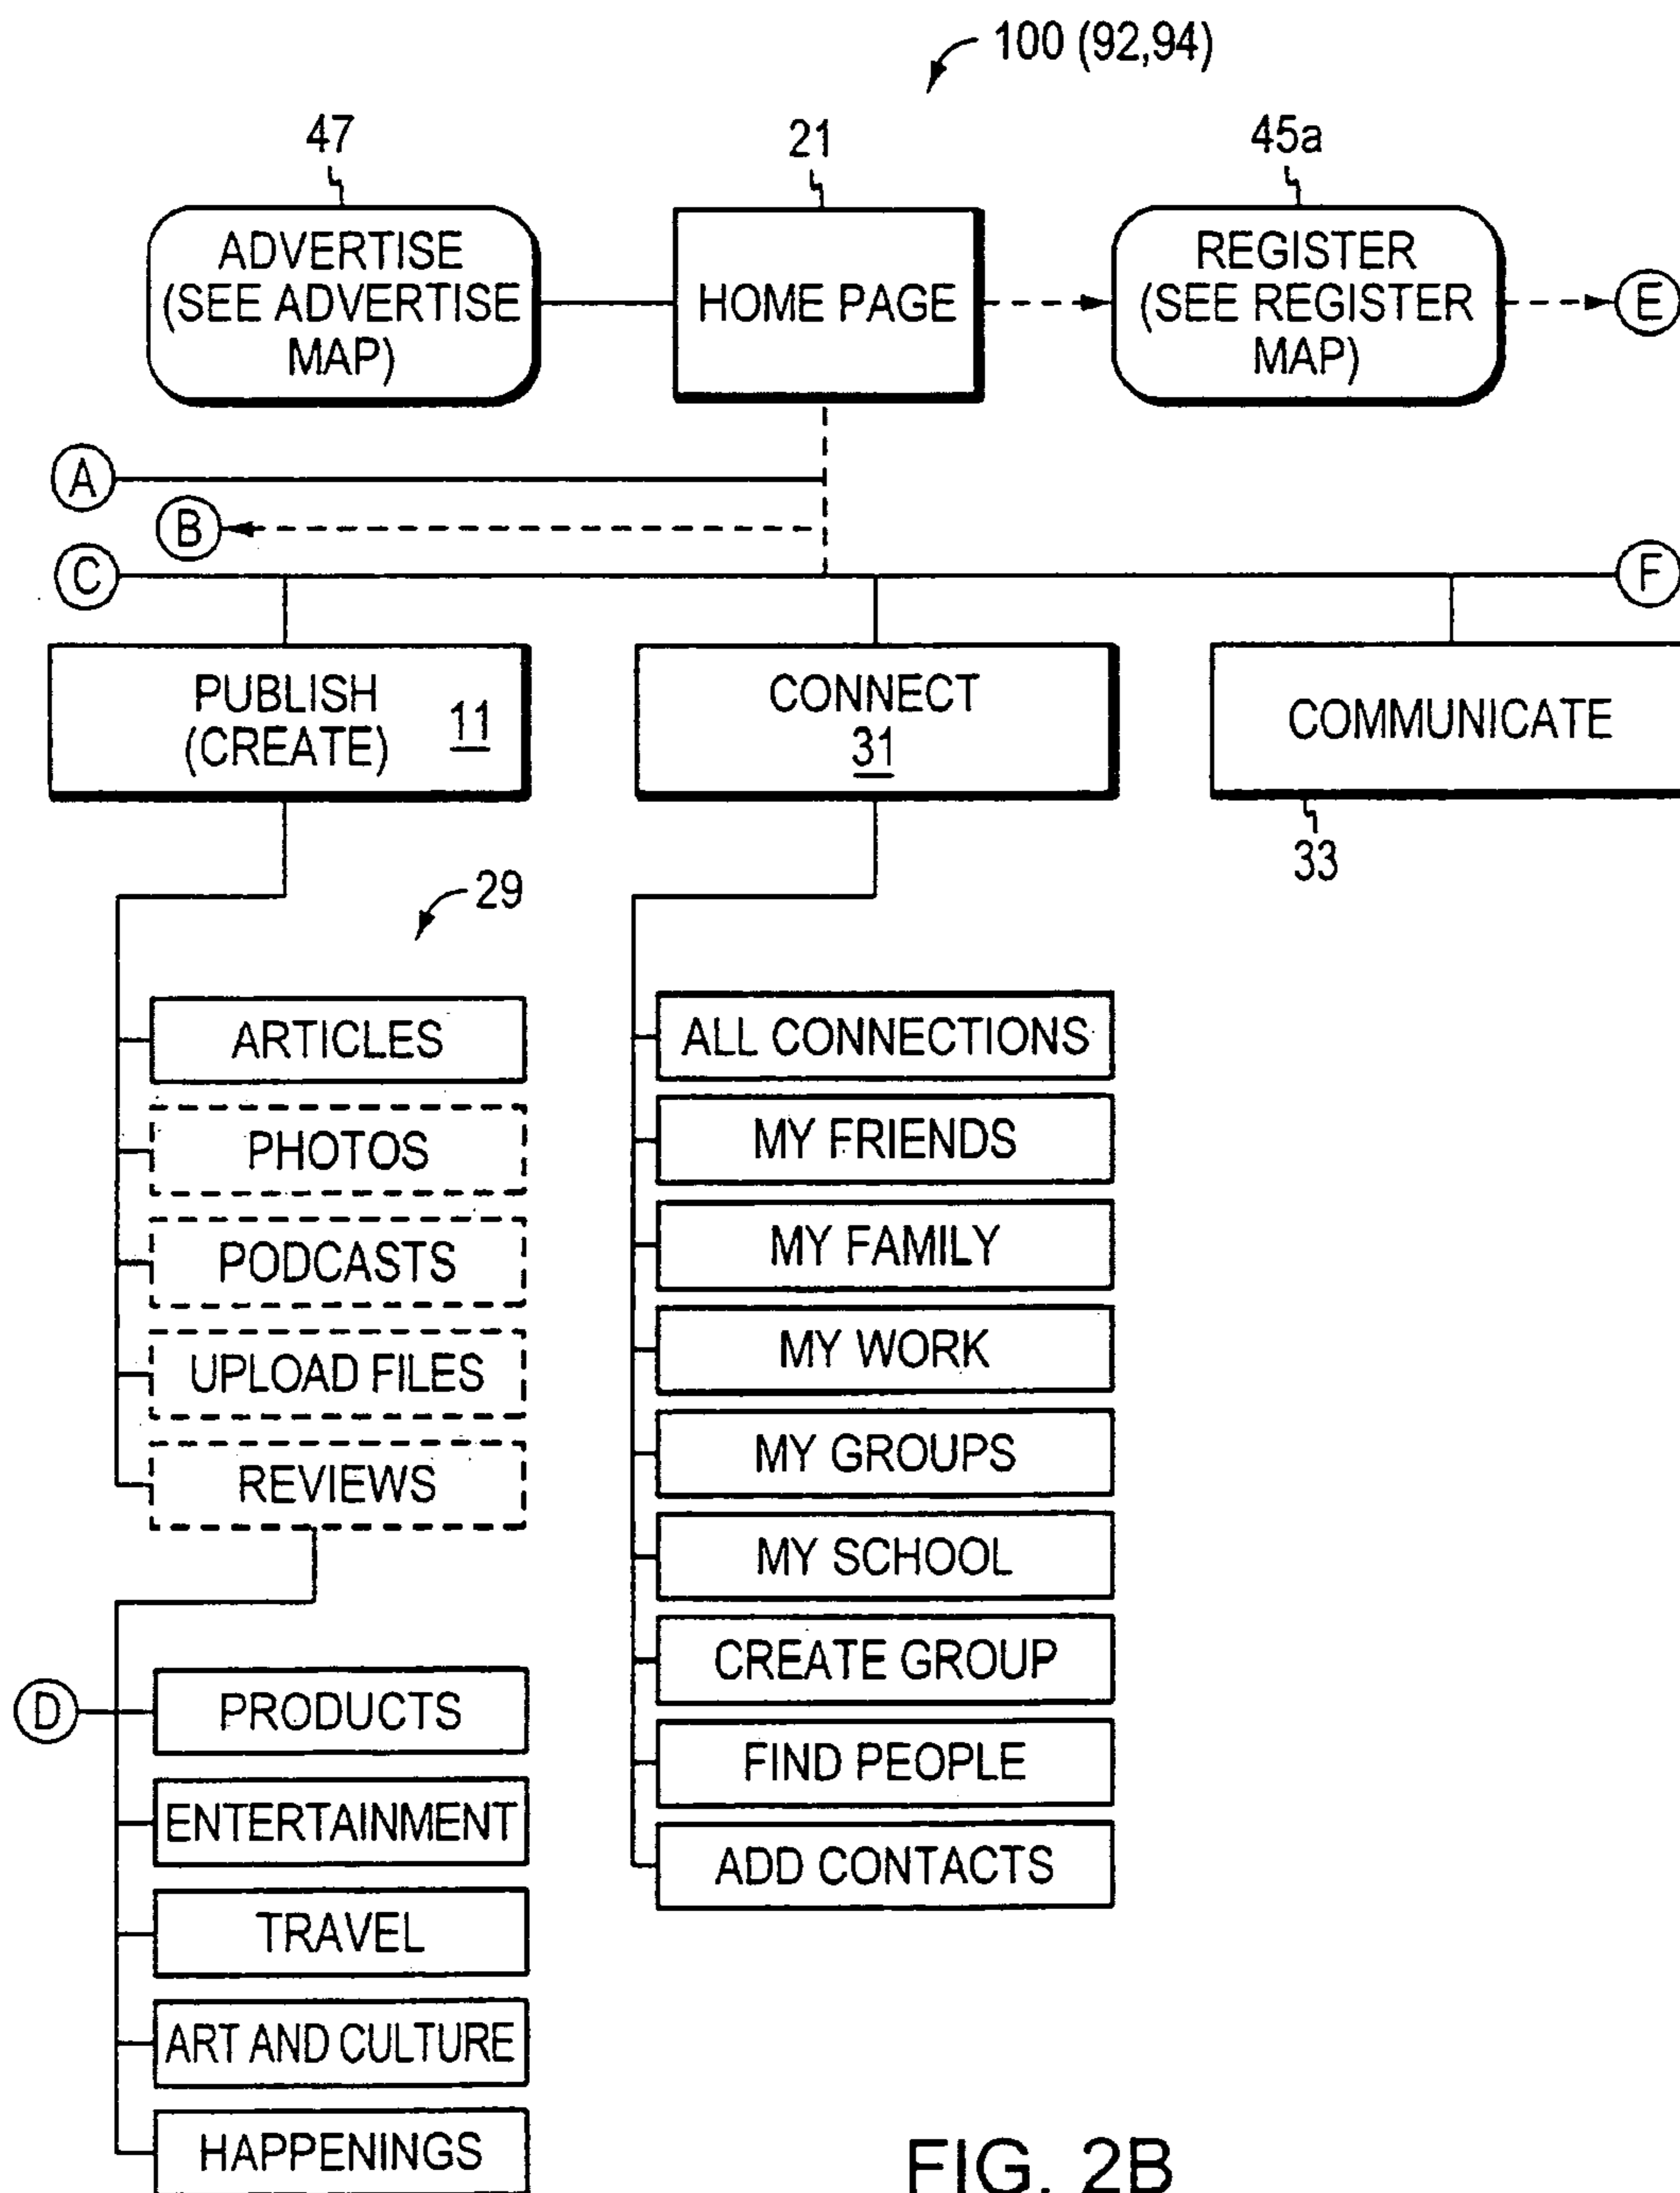 100 (92,94)
47
21
45a
ADVERTISE
(SEE ADVERTISE
MAP)
HOME PAGE
REGISTER
(SEE REGISTER
MAP)
E
A
B
C
F
PUBLISH
(CREATE)
11
CONNECT
31
COMMUNICATE
33
29
ARTICLES
PHOTOS
PODCASTS
UPLOAD FILES
REVIEWS
D
PRODUCTS
ENTERTAINMENT
TRAVEL
ART AND CULTURE
HAPPENINGS
ALL CONNECTIONS
MY FRIENDS
MY FAMILY
MY WORK
MY GROUPS
MY SCHOOL
CREATE GROUP
FIND PEOPLE
ADD CONTACTS
FIG. 2B